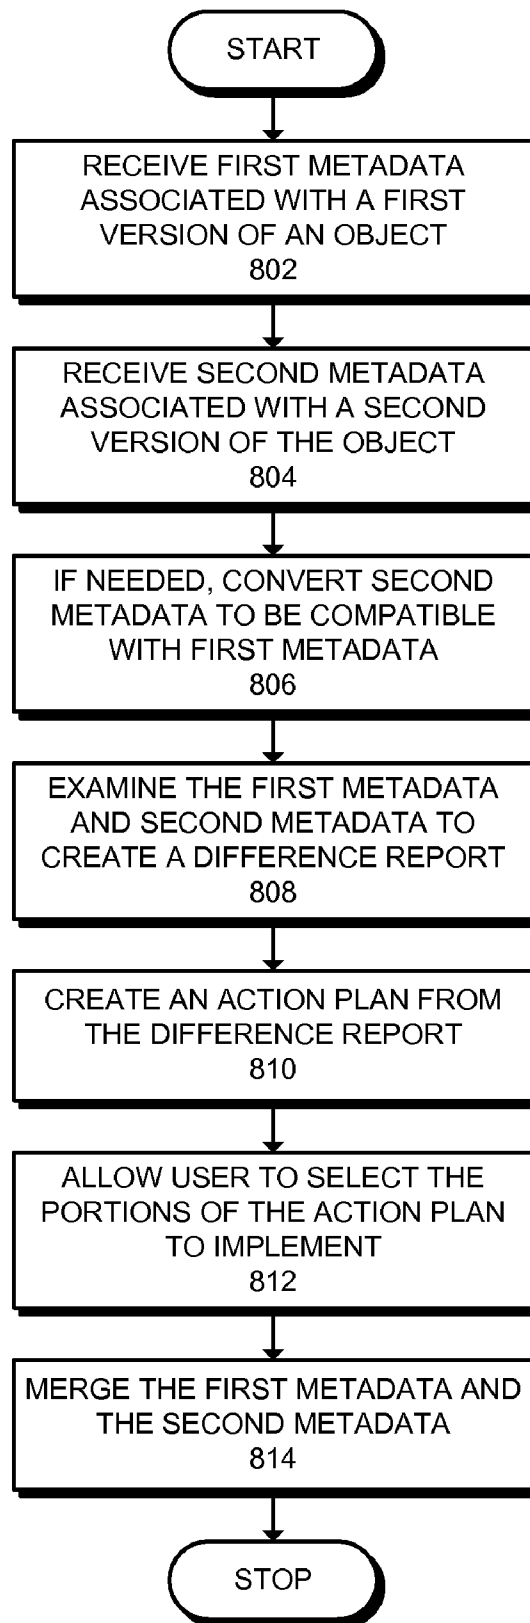 START
RECEIVE FIRST METADATA
ASSOCIATED WITH A FIRST
VERSION OF AN OBJECT
802
RECEIVE SECOND METADATA
ASSOCIATED WITH A SECOND
VERSION OF THE OBJECT
804
IF NEEDED, CONVERT SECOND
METADATA TO BE COMPATIBLE
WITH FIRST METADATA
806
EXAMINE THE FIRST METADATA
AND SECOND METADATA TO
CREATE A DIFFERENCE REPORT
808
CREATE AN ACTION PLAN FROM
THE DIFFERENCE REPORT
810
ALLOW USER TO SELECT THE
PORTIONS OF THE ACTION PLAN
TO IMPLEMENT
812
MERGE THE FIRST METADATA AND
THE SECOND METADATA
814
STOP